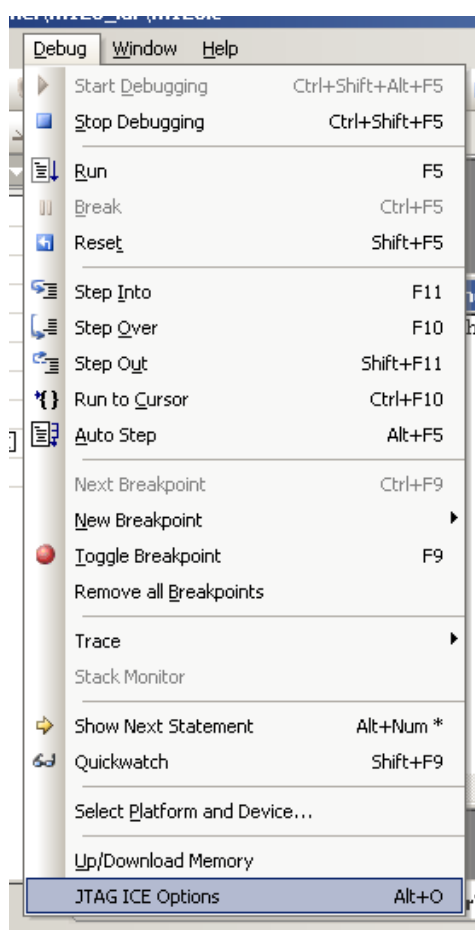 Debug Window Help
Start Debugging Ctrl+Shift+Alt+F5
Stop Debugging Ctrl+Shift+F5
Run F5
Break Ctrl+F5
Reset Shift+F5
Step Into F11
Step Over F10
Step Out Shift+F11
Run to Cursor Ctrl+F10
Auto Step Alt+F5
Next Breakpoint Ctrl+F9
New Breakpoint
Toggle Breakpoint F9
Remove all Breakpoints
Trace
Stack Monitor
Show Next Statement Alt+Num *
Quickwatch Shift+F9
Select Platform and Device...
Up/Download Memory
JTAG ICE Options Alt+O